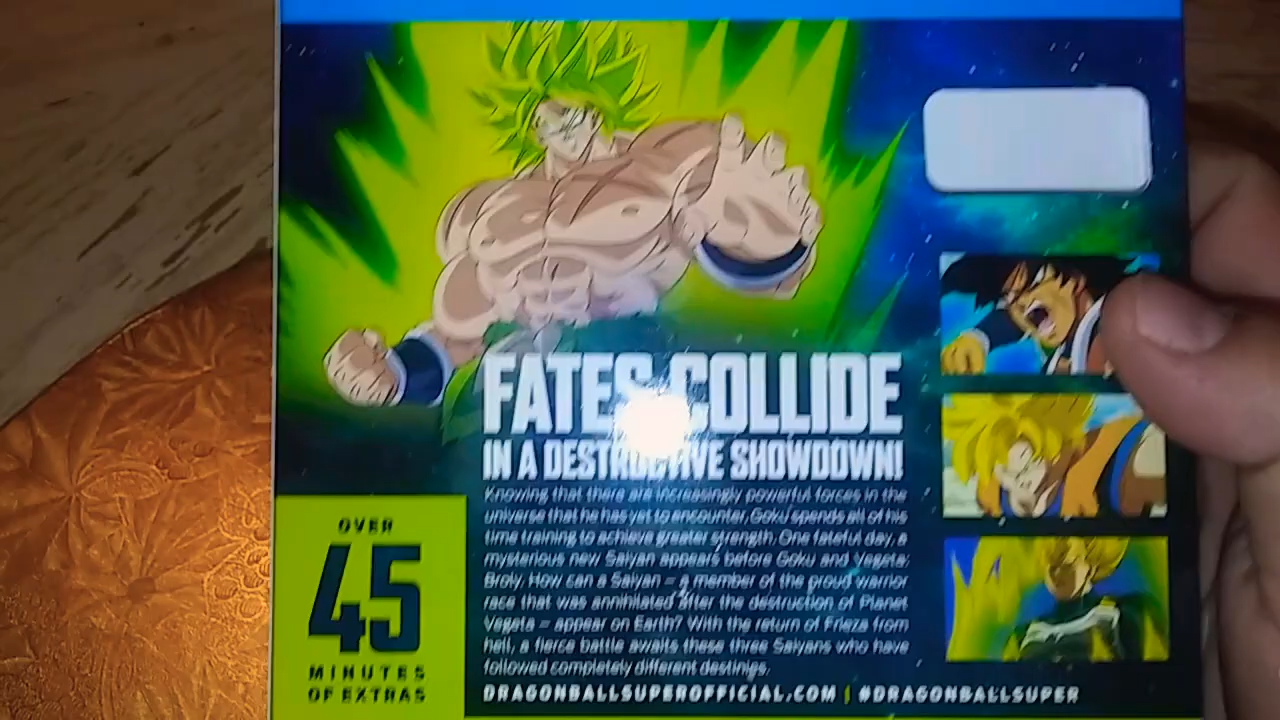 FATES COLLIDE
IN A DESTRUCTIVE SHOWDOWN!
Knowing that there are increasingly powerful forces in the
universe that he has yet to encounter, Goku spends all of his
time training to achieve greater strength. One fateful day, a
mysterious new Saiyan appears before Goku and Vegeta:
Broly. How can a Saiyan – a member of the proud warrior
race that was annihilated after the destruction of Planet
Vegeta – appear on Earth? With the return of Frieza from
hell, a fierce battle awaits these three Saiyans who have
followed completely different destinies.
OVER
45
MINUTES
OF EXTRAS
DRAGONBALLSUPEROFFICIAL.COM | #DRAGONBALLSUPER